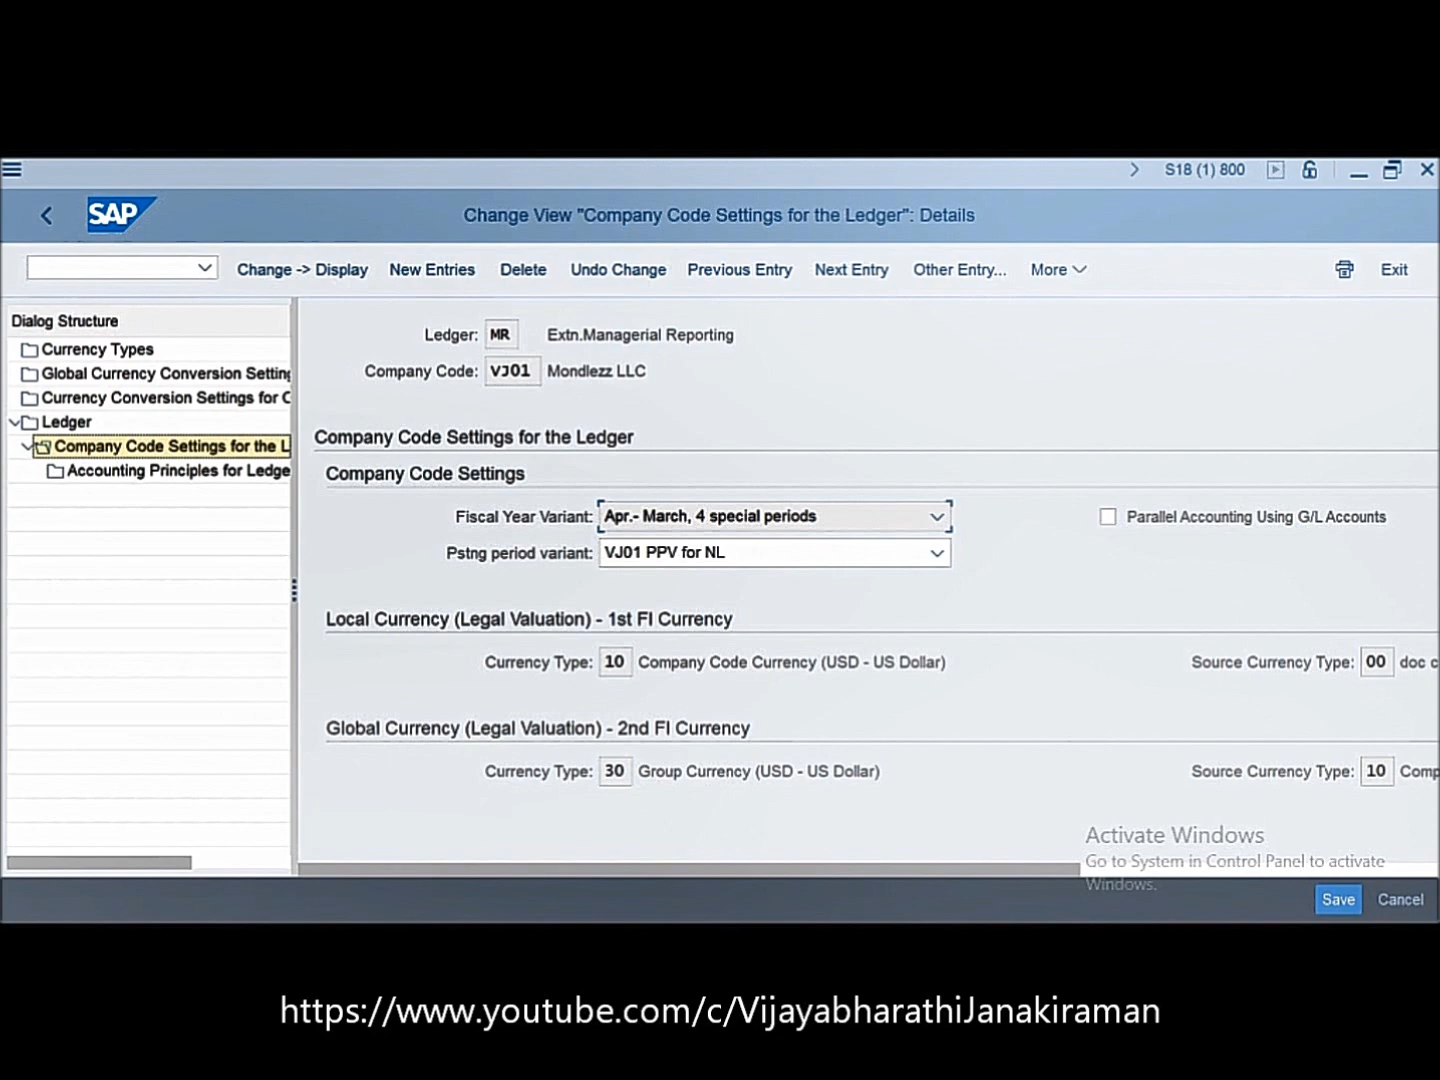 S18 (1) 800
SAP
Change View "Company Code Settings for the Ledger": Details
Change -> Display New Entries Delete Undo Change Previous Entry Next Entry Other Entry... More Exit
Dialog Structure
Currency Types
Global Currency Conversion Setting
Currency Conversion Settings for C
Ledger
Company Code Settings for the L
Accounting Principles for Ledge
Ledger: MR Extn.Managerial Reporting
Company Code: VJ01 Mondlezz LLC
Company Code Settings for the Ledger
Company Code Settings
Fiscal Year Variant: Apr.- March, 4 special periods Parallel Accounting Using G/L Accounts
Pstng period variant: VJ01 PPV for NL
Local Currency (Legal Valuation) - 1st FI Currency
Currency Type: 10 Company Code Currency (USD - US Dollar) Source Currency Type: 00 doc c
Global Currency (Legal Valuation) - 2nd FI Currency
Currency Type: 30 Group Currency (USD - US Dollar) Source Currency Type: 10 Comp
Activate Windows
Go to System in Control Panel to activate
Windows.
Save Cancel
https://www.youtube.com/c/VijayabharathiJanakiraman